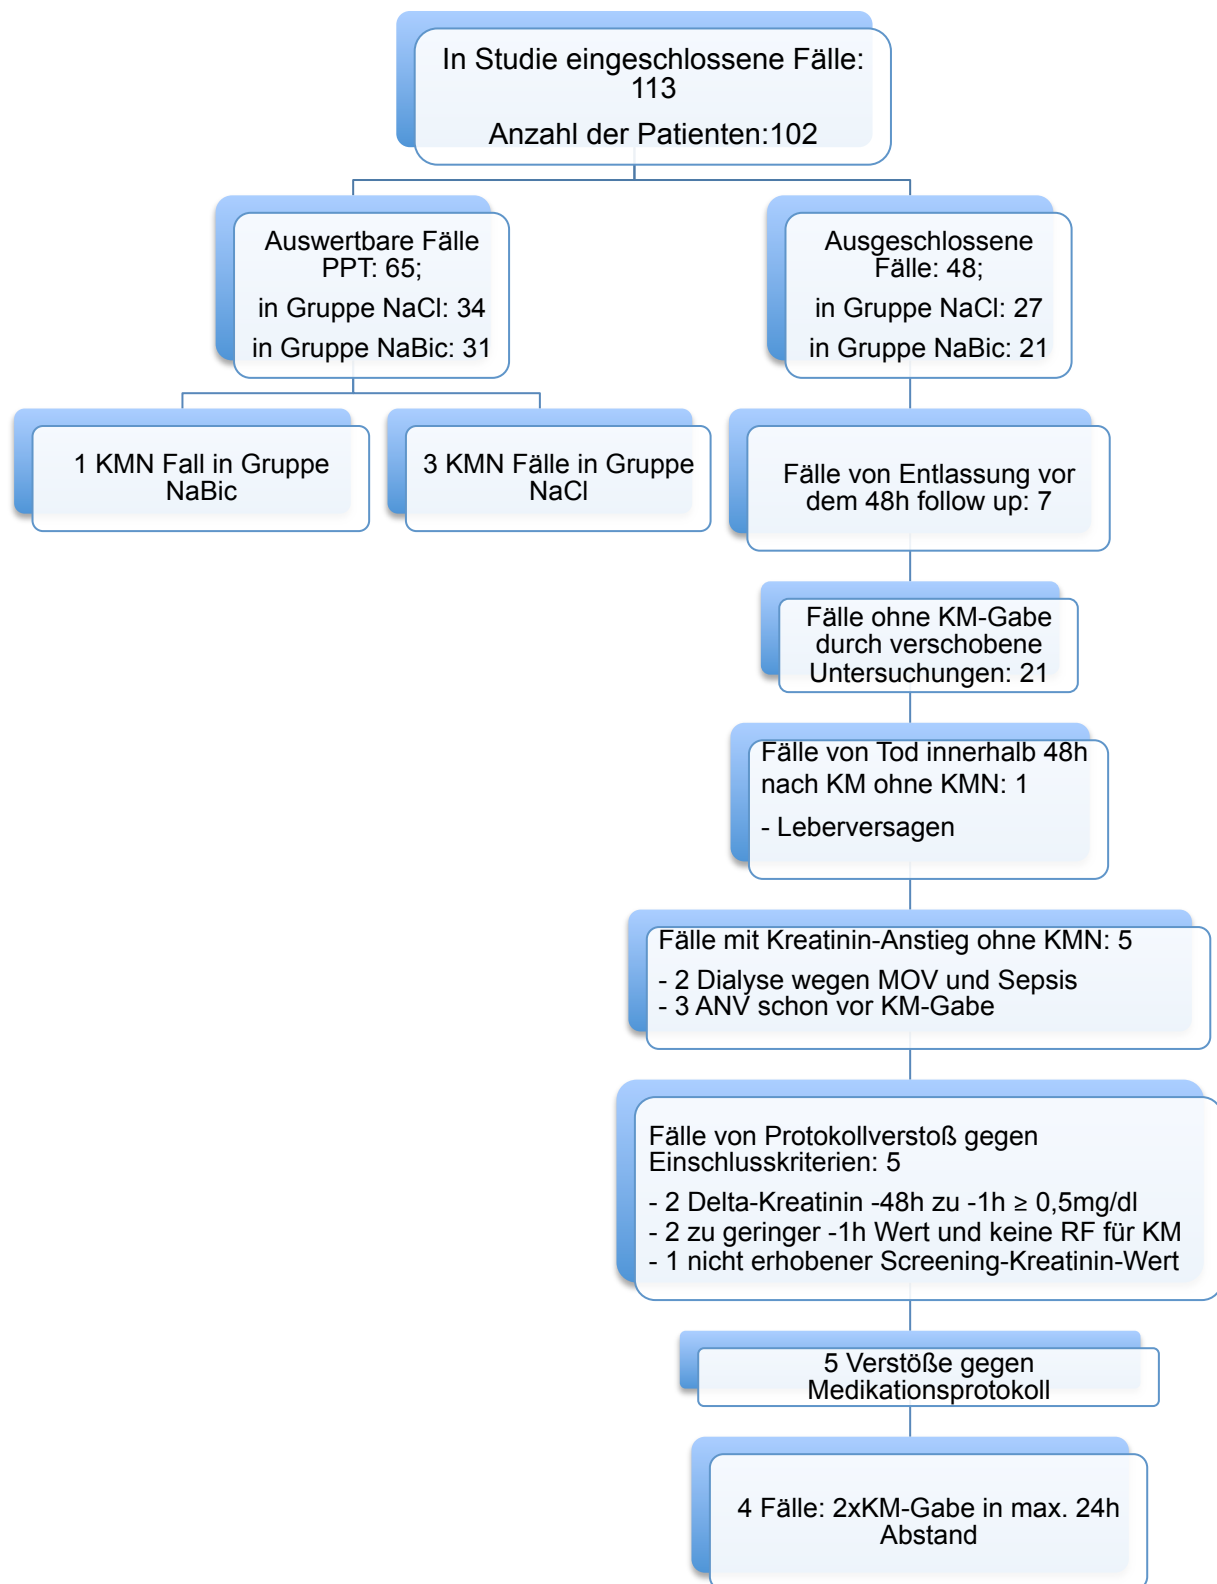 In Studie eingeschlossene Fälle:
113
Anzahl der Patienten:102
Auswertbare Fälle
PPT: 65;
in Gruppe NaCl: 34
in Gruppe NaBic: 31
Ausgeschlossene
Fälle: 48;
in Gruppe NaCl: 27
in Gruppe NaBic: 21
1 KMN Fall in Gruppe
NaBic
3 KMN Fälle in Gruppe
NaCl
Fälle von Entlassung vor
dem 48h follow up: 7
Fälle ohne KM-Gabe
durch verschobene
Untersuchungen: 21
Fälle von Tod innerhalb 48h
nach KM ohne KMN: 1
- Leberversagen
Fälle mit Kreatinin-Anstieg ohne KMN: 5
- 2 Dialyse wegen MOV und Sepsis
- 3 ANV schon vor KM-Gabe
Fälle von Protokollverstoß gegen
Einschlusskriterien: 5
- 2 Delta-Kreatinin -48h zu -1h ≥ 0,5mg/dl
- 2 zu geringer -1h Wert und keine RF für KM
- 1 nicht erhobener Screening-Kreatinin-Wert
5 Verstöße gegen
Medikationsprotokoll
4 Fälle: 2xKM-Gabe in max. 24h
Abstand